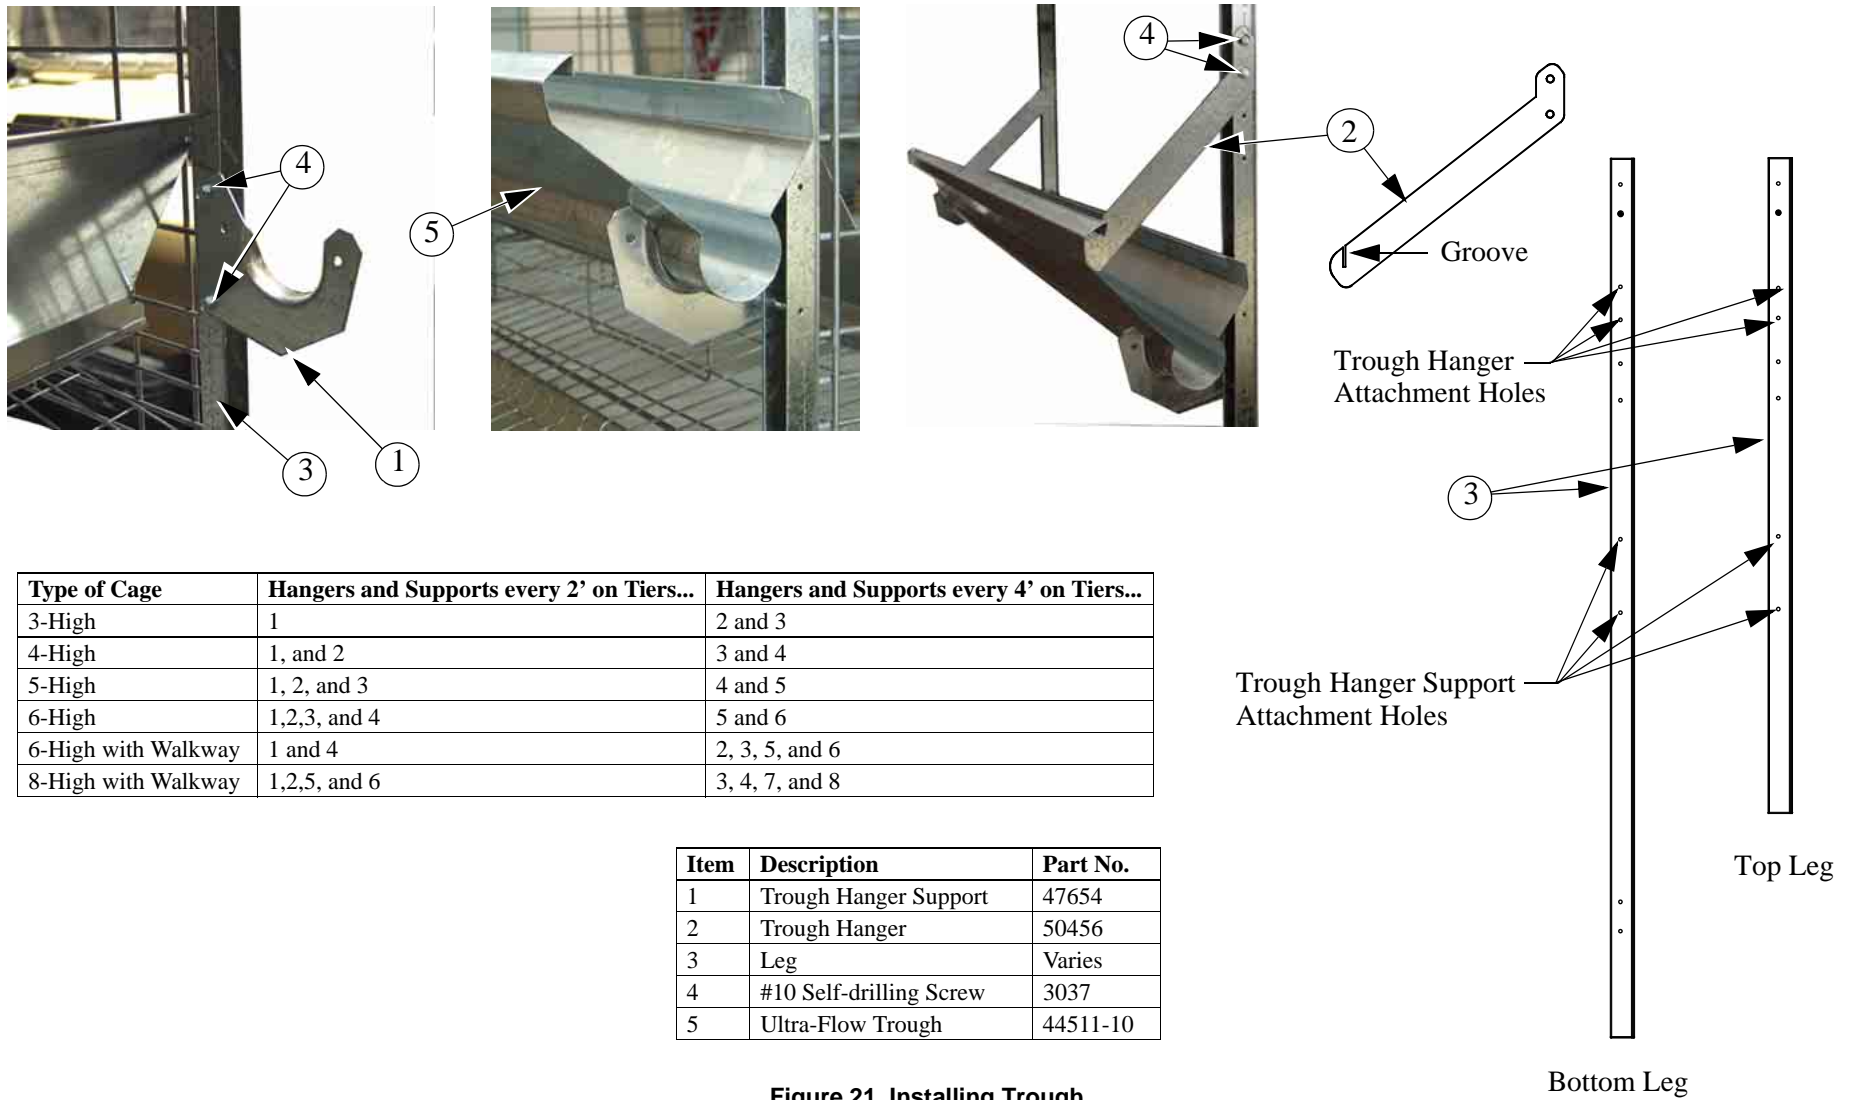 4
4
2
5
Groove
Trough Hanger
Attachment Holes
3
1
3
Type of Cage Hangers and Supports every 2’ on Tiers... Hangers and Supports every 4’ on Tiers...
3-High 1 2 and 3
4-High 1, and 2 3 and 4
5-High 1, 2, and 3 4 and 5
6-High 1,2,3, and 4 5 and 6
6-High with Walkway 1 and 4 2, 3, 5, and 6
8-High with Walkway 1,2,5, and 6 3, 4, 7, and 8
Trough Hanger Support
Attachment Holes
Item Description Part No.
1 Trough Hanger Support 47654
2 Trough Hanger 50456
3 Leg Varies
4 #10 Self-drilling Screw 3037
5 Ultra-Flow Trough 44511-10
Top Leg
Bottom Leg
Figure 21. Installing Trough